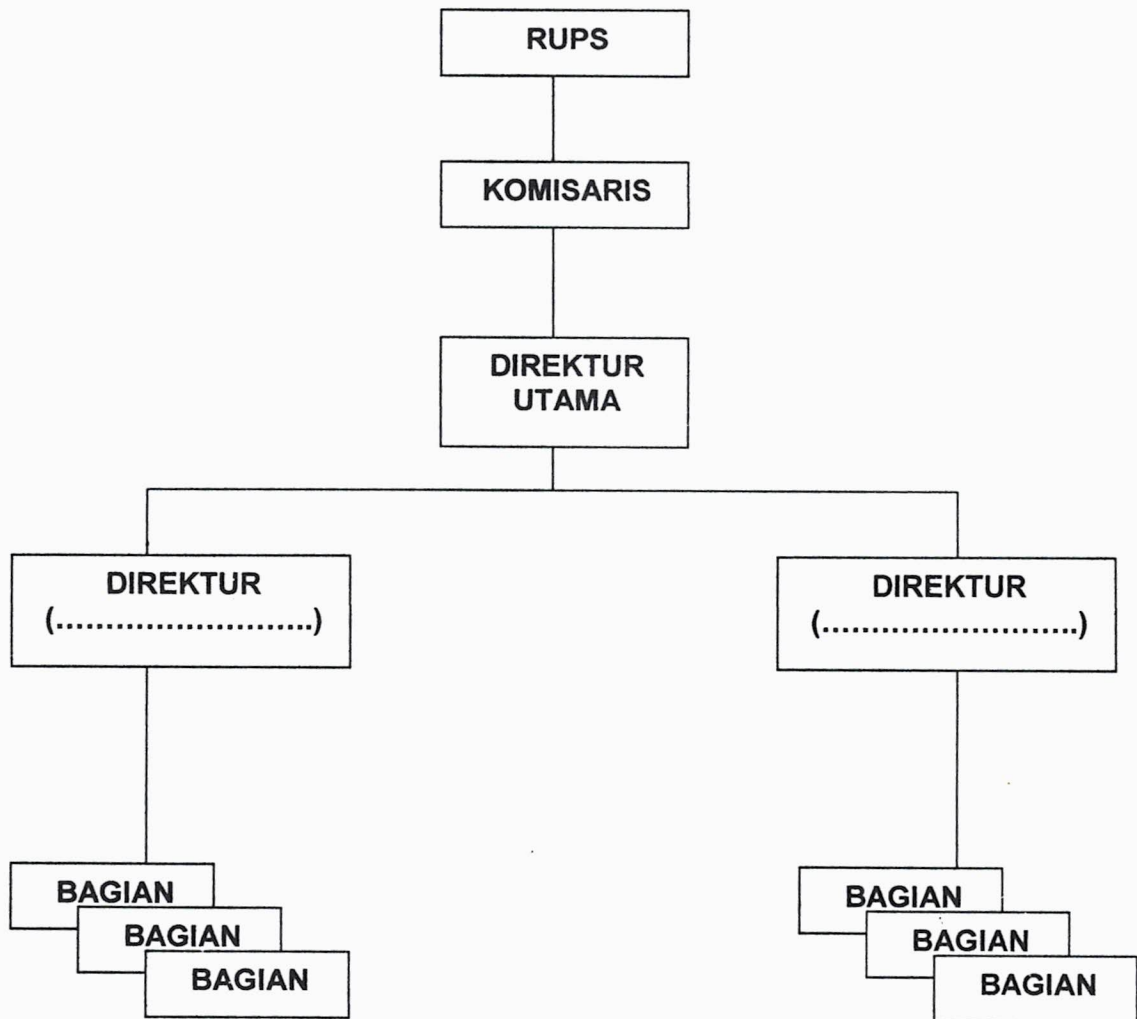 RUPS
KOMISARIS
DIREKTUR
UTAMA
DIREKTUR
(..........................)
DIREKTUR
(..........................)
BAGIAN
BAGIAN
BAGIAN
BAGIAN
BAGIAN
BAGIAN